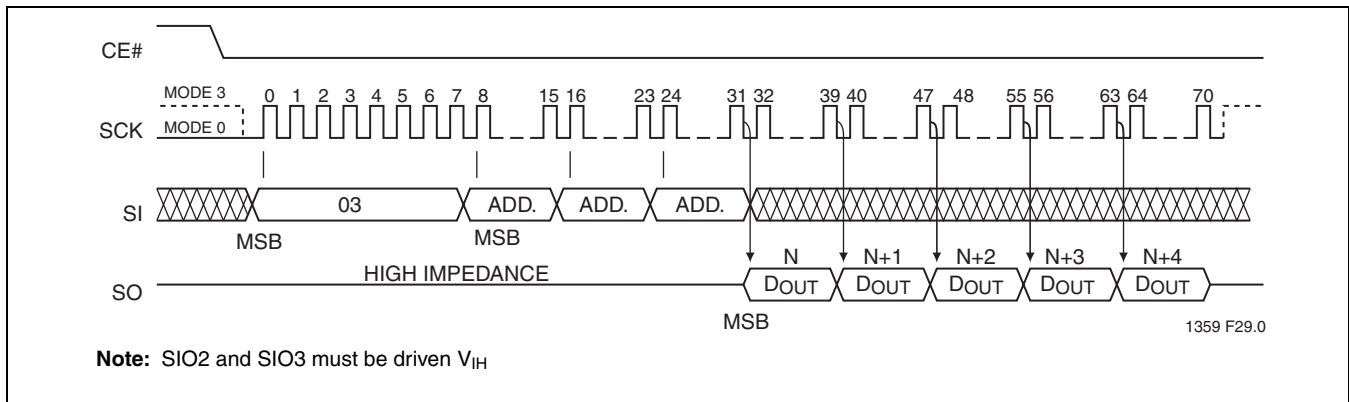 CE#
MODE 3
0 1 2 3 4 5 6 7 8 15 16 23 24 31 32 39 40 47 48 55 56 63 64 70
SCK
MODE 0
SI
03
ADD.
ADD.
ADD.
MSB
MSB
HIGH IMPEDANCE
N
N+1
N+2
N+3
N+4
SO
DOUT
DOUT
DOUT
DOUT
DOUT
MSB
1359 F29.0
Note: SIO2 and SIO3 must be driven VIH